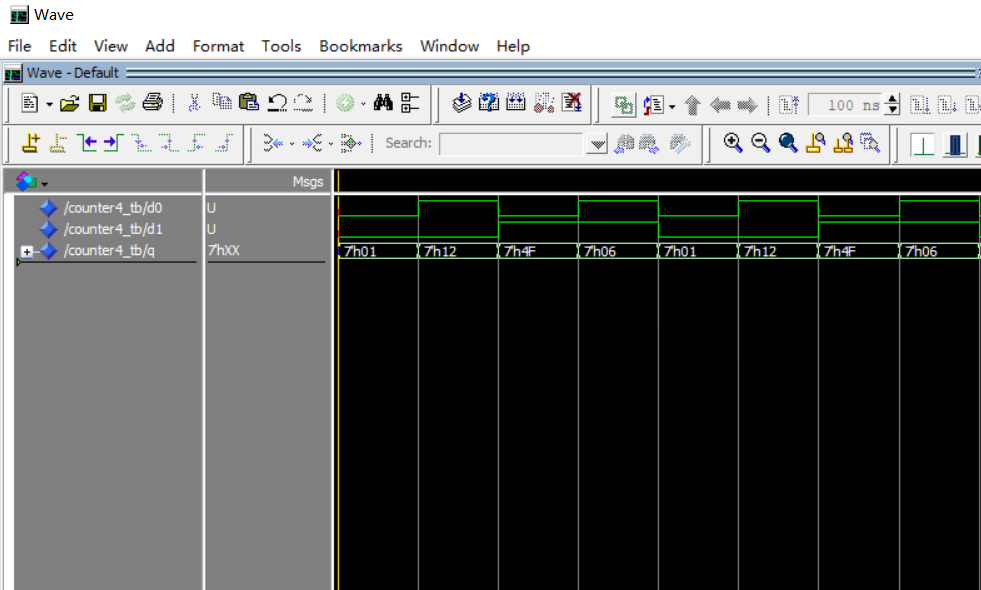 Wave
File Edit View Add Format Tools Bookmarks Window Help
Wave - Default
100 ns
Search:
Msgs
/counter4_tb/d0 U
/counter4_tb/d1 U
/counter4_tb/q 7'hXX 7'h01 7'h12 7'h4F 7'h06 7'h01 7'h12 7'h4F 7'h06